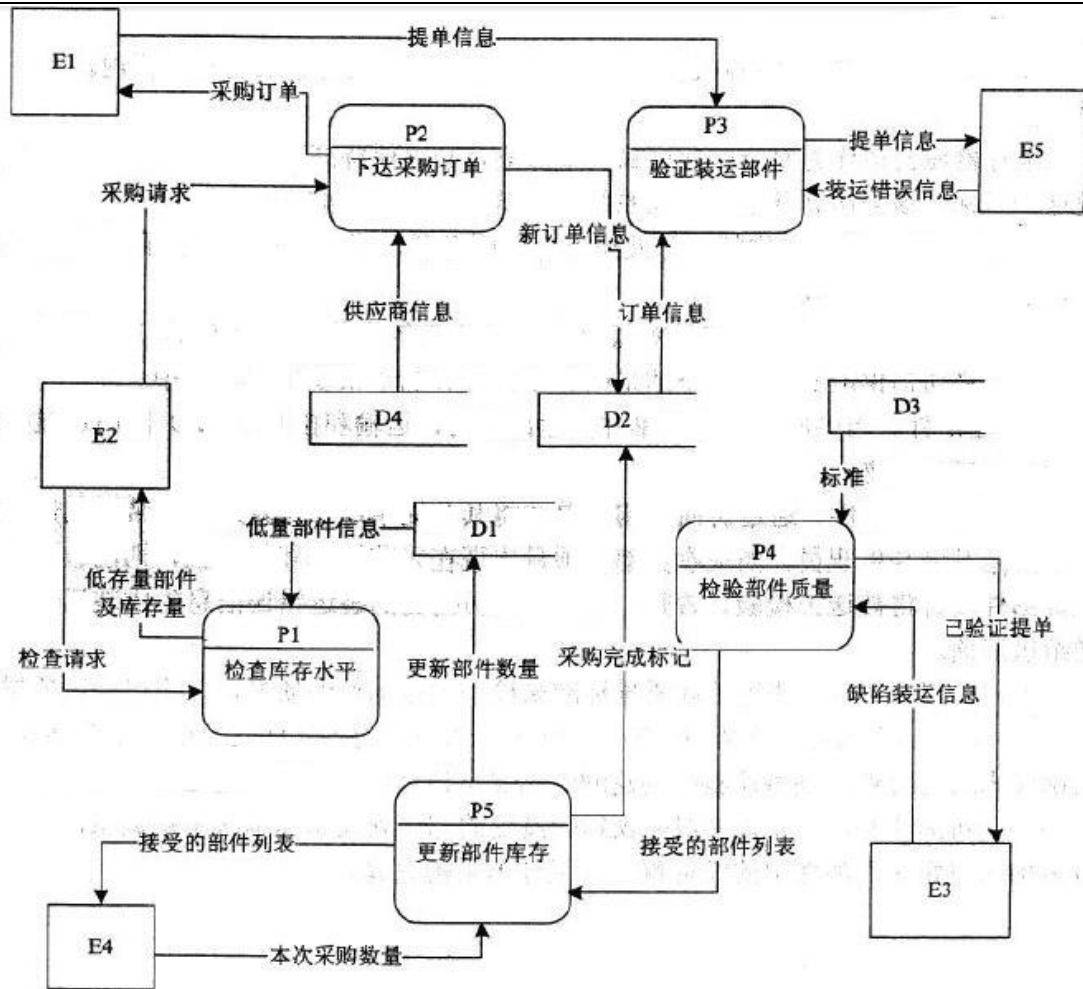 E1
提单信息
采购订单
P2
下达采购订单
P3
验证装运部件
提单信息
E5
装运错误信息
采购请求
新订单信息
供应商信息
订单信息
D3
E2
D4
D2
标准
低量部件信息
D1
P4
检验部件质量
低存量部件
及库存量
P1
检查库存水平
检查请求
更新部件数量
采购完成标记
已验证提单
缺陷装运信息
P5
更新部件库存
接受的部件列表
接受的部件列表
E3
E4
本次采购数量